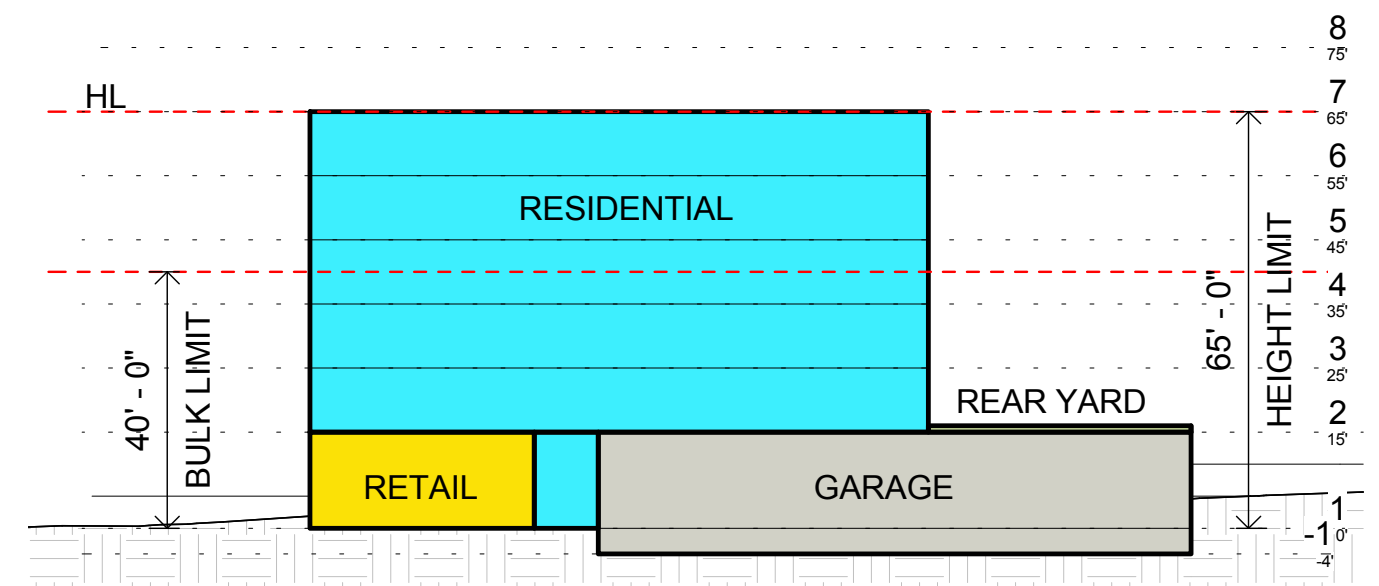 8
75'
HL
7
65'
6
55'
RESIDENTIAL
5
45'
4
35'
40' - 0"
BULK LIMIT
65' - 0"
HEIGHT LIMIT
3
25'
REAR YARD
2
15'
RETAIL
GARAGE
1
0'
-1
-4'